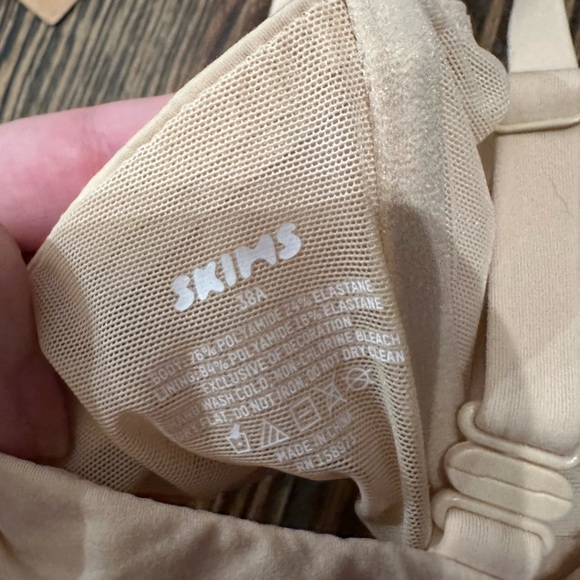 SKIMS
38A
BODY: 76% POLYAMIDE 24% ELASTANE
LINING: 84% POLYAMIDE 16% ELASTANE
EXCLUSIVE OF DECORATION
WASH COLD. NON-CHLORINE BLEACH
FLAT. DO NOT IRON. DO NOT DRY CLEAN
MADE IN CHINA